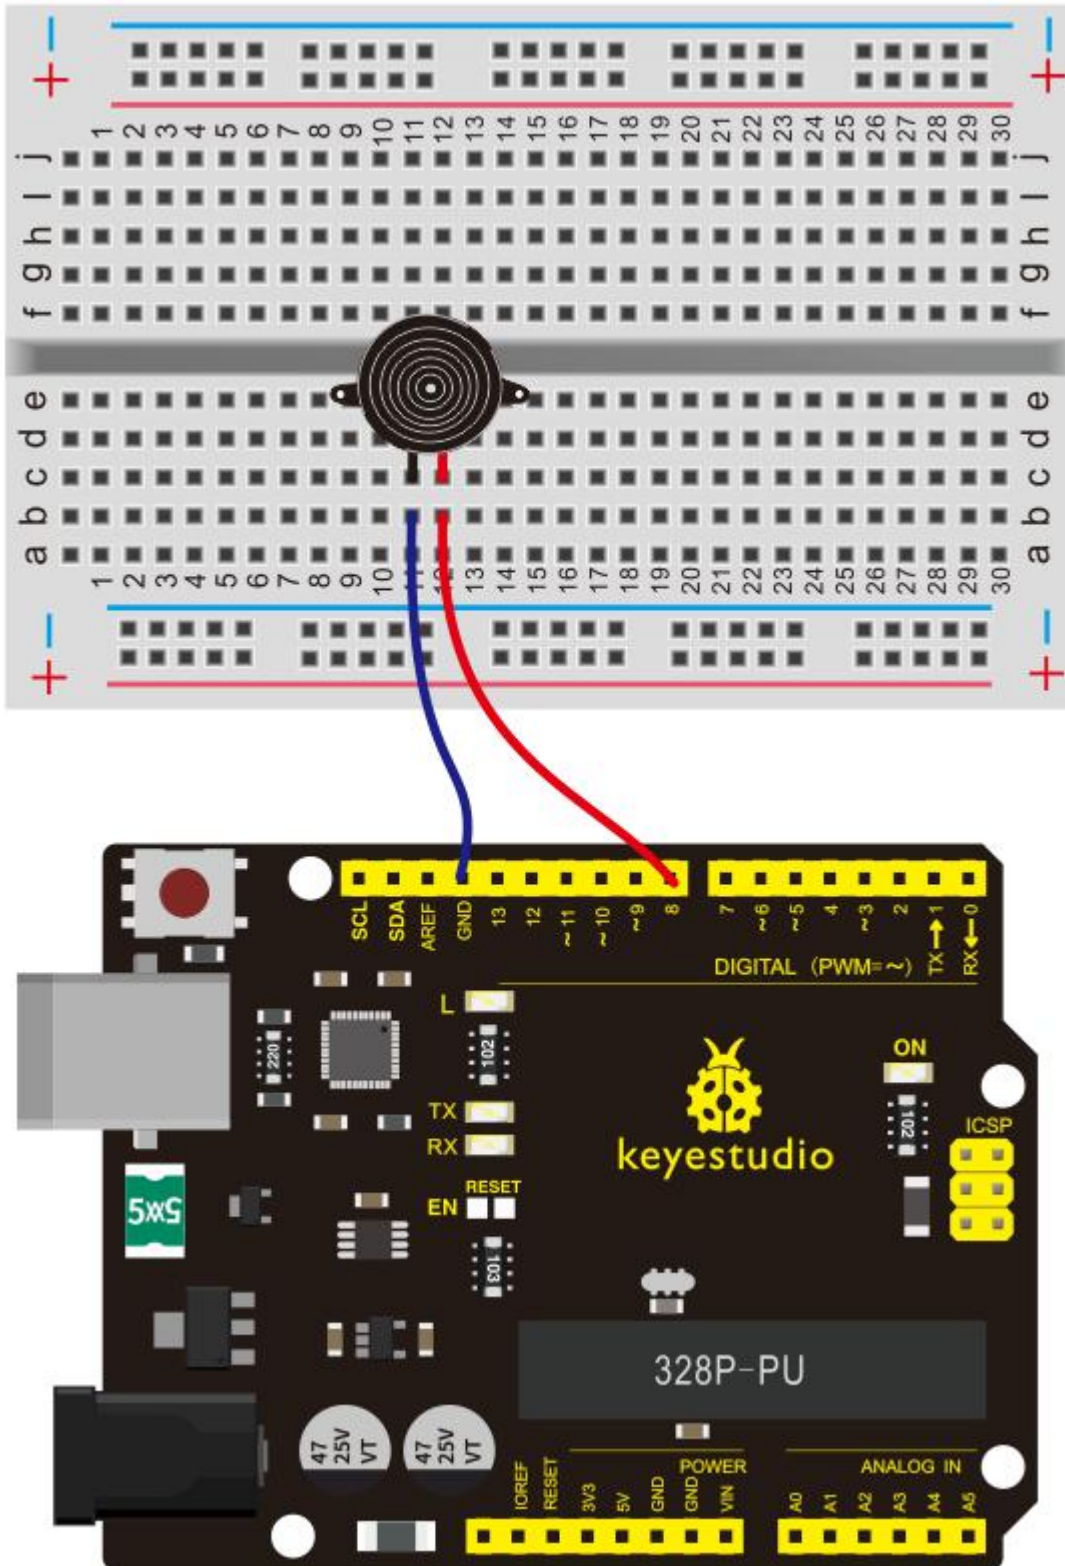 − −
+ +
1 2 3 4 5 6 7 8 9 10 11 12 13 14 15 16 17 18 19 20 21 22 23 24 25 26 27 28 29 30
j j
l l
h h
g g
f f
e e
d d
c c
b b
a a
1 2 3 4 5 6 7 8 9 10 11 12 13 14 15 16 17 18 19 20 21 22 23 24 25 26 27 28 29 30
− −
+ +
SCL SDA AREF GND 13 12 ~11 ~10 ~9 8 7 ~6 ~5 4 ~3 2 TX→1 RX←0
DIGITAL (PWM=~)
L
220
102
ON
TX
102
ICSP
RX
keyestudio
RESET
EN
5XX5
103
328P-PU
47 25V VT
47 25V VT
POWER
ANALOG IN
IOREF RESET 3V3 5V GND GND VIN A0 A1 A2 A3 A4 A5